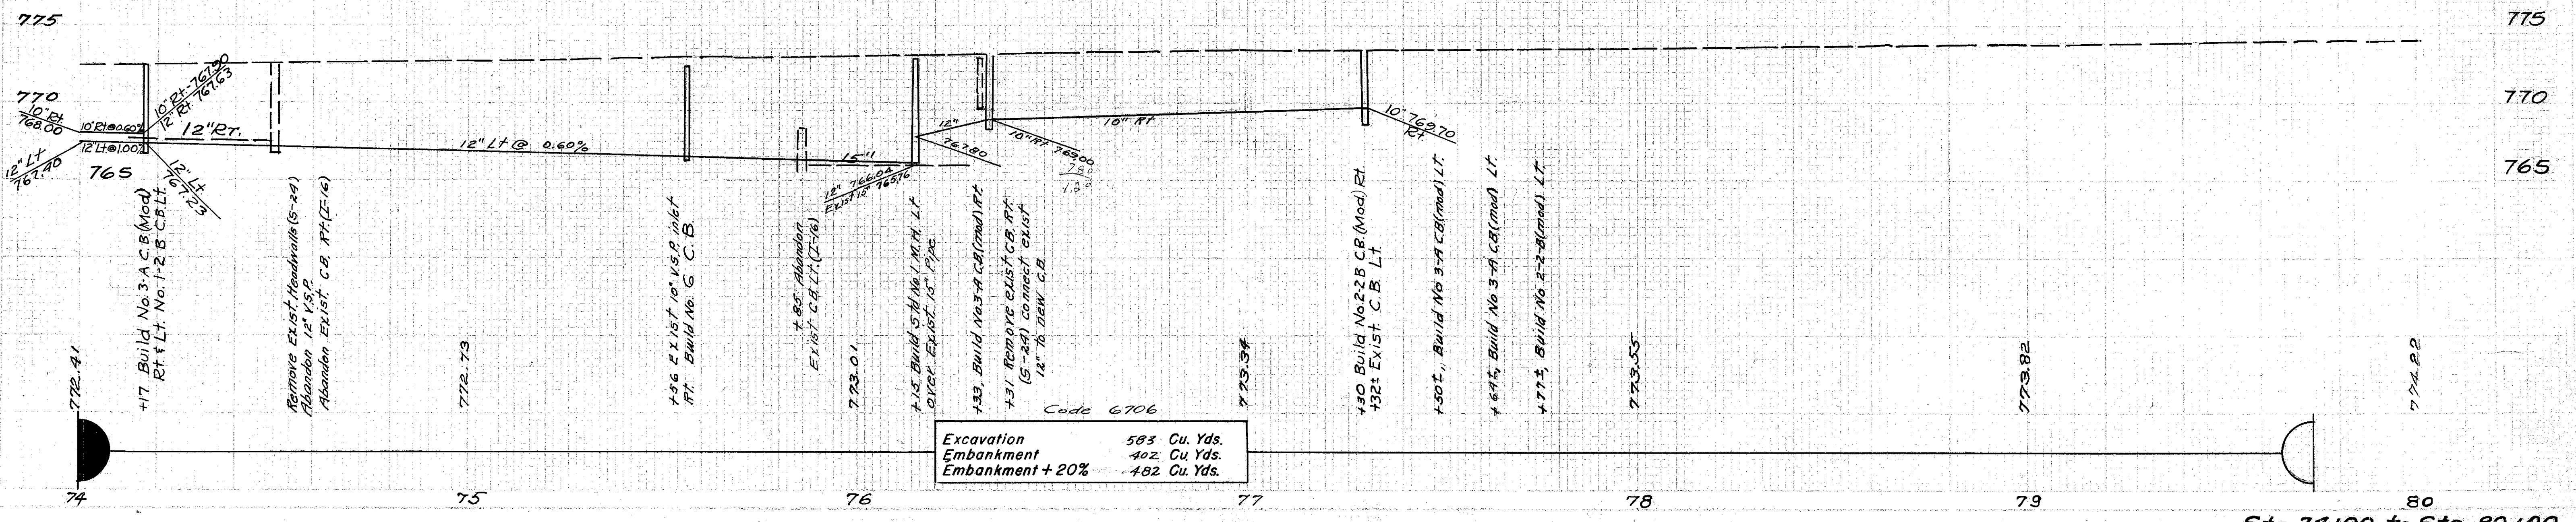 775
775
770
770
10" Rt.
768.00
10" Rt@0.60%
12" Lt@1.00%
12" Lt
767.40
765
765
10" Rt.-767.90
12" Rt. 767.63
12" RT.
12" Lt
767.23
12" Lt @ 0.60%
15"
12" 766.04
Exist 15" 765.76
12"
767.80
10" Rt 769.00
10" Rt
10" 769.70
Rt
772.41
+17 Build No.3-A C.B.(Mod)
Rt. & Lt. No.1-2B C.B. Lt.
Remove Exist Headwalls (S-24)
Abandon 12" V.S.P.
Abandon Exist. C.B. Rt. (I-16)
772.73
+56 Exist 10" V.S.P. inlet
Rt. Build No. 6 C.B.
+85 Abandon
Exist C.B. Lt. (I-16)
773.01
+15 Build Std No 1 M.H. Lt
over Exist 15" Pipe
+33, Build No 3-A C.B.(mod) Rt.
+31 Remove exist C.B. Rt.
(S-24) connect exist
12" to new C.B.
773.34
+30 Build No.2-2B C.B.(Mod) Rt.
+32± Exist. C.B. Lt.
+50±, Build No 3-A C.B.(mod) Lt.
+64±, Build No 3-A C.B.(mod) Lt.
+77±, Build No 2-2-B(mod) Lt.
773.55
773.82
774.22
Code 6706
Excavation 583 Cu. Yds.
Embankment 402 Cu. Yds.
Embankment + 20% 482 Cu. Yds.
74 75 76 77 78 79 80